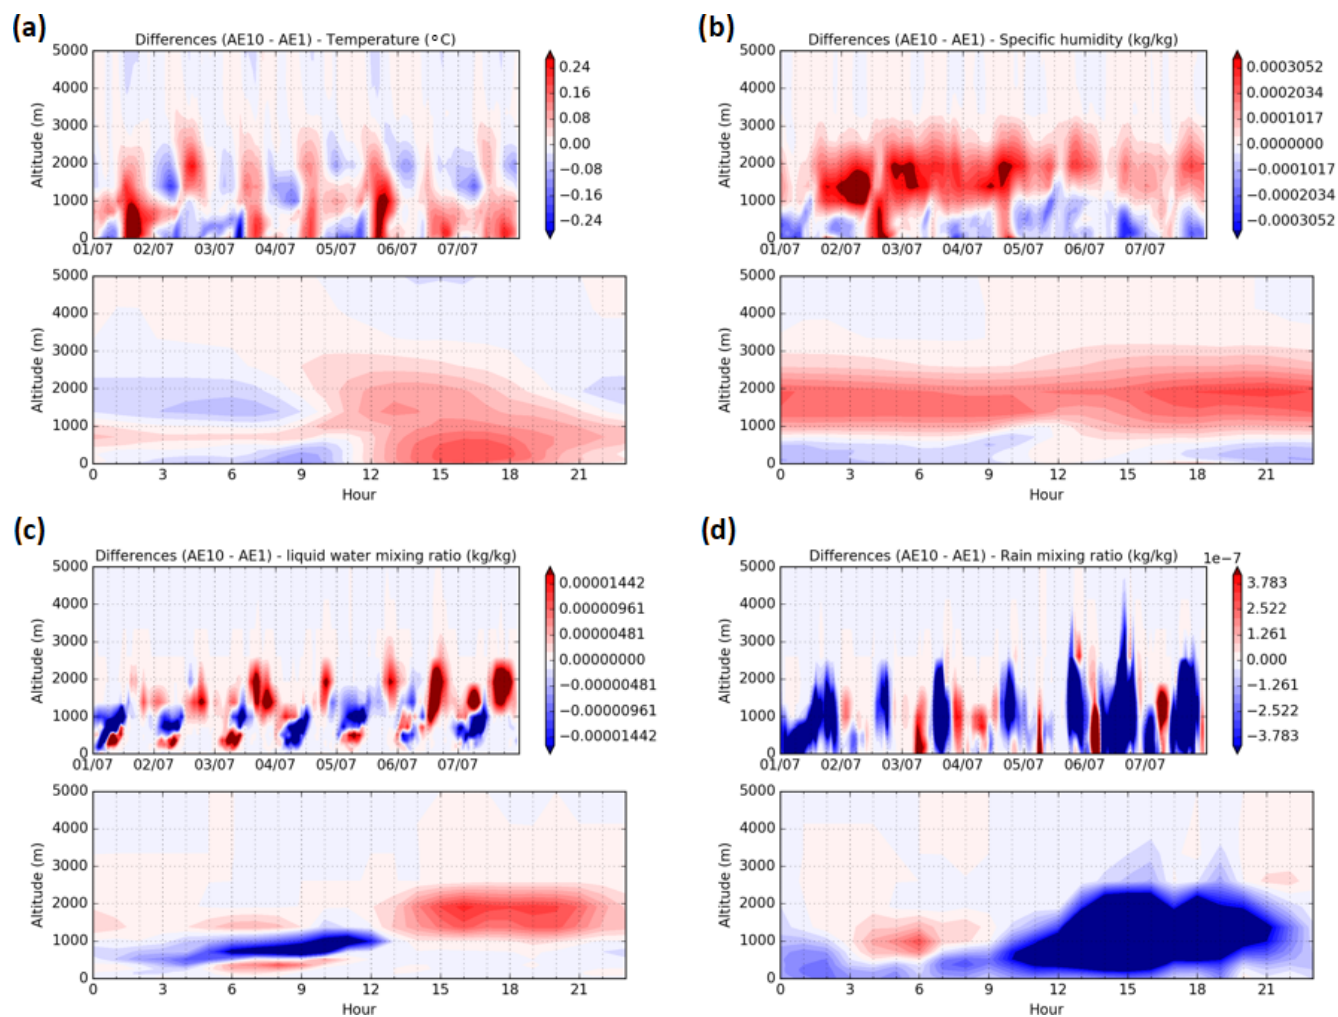 (a)
Differences (AE10 - AE1) - Temperature (°C)
5000
4000
3000
2000
1000
0
Altitude (m)
01/07 02/07 03/07 04/07 05/07 06/07 07/07
0.24
0.16
0.08
0.00
−0.08
−0.16
−0.24
5000
4000
3000
2000
1000
0
Altitude (m)
0 3 6 9 12 15 18 21
Hour
(b)
Differences (AE10 - AE1) - Specific humidity (kg/kg)
5000
4000
3000
2000
1000
0
Altitude (m)
01/07 02/07 03/07 04/07 05/07 06/07 07/07
0.0003052
0.0002034
0.0001017
0.0000000
−0.0001017
−0.0002034
−0.0003052
5000
4000
3000
2000
1000
0
Altitude (m)
0 3 6 9 12 15 18 21
Hour
(c)
Differences (AE10 - AE1) - liquid water mixing ratio (kg/kg)
5000
4000
3000
2000
1000
0
Altitude (m)
01/07 02/07 03/07 04/07 05/07 06/07 07/07
0.00001442
0.00000961
0.00000481
0.00000000
−0.00000481
−0.00000961
−0.00001442
5000
4000
3000
2000
1000
0
Altitude (m)
0 3 6 9 12 15 18 21
Hour
(d)
Differences (AE10 - AE1) - Rain mixing ratio (kg/kg)
1e−7
5000
4000
3000
2000
1000
0
Altitude (m)
01/07 02/07 03/07 04/07 05/07 06/07 07/07
3.783
2.522
1.261
0.000
−1.261
−2.522
−3.783
5000
4000
3000
2000
1000
0
Altitude (m)
0 3 6 9 12 15 18 21
Hour